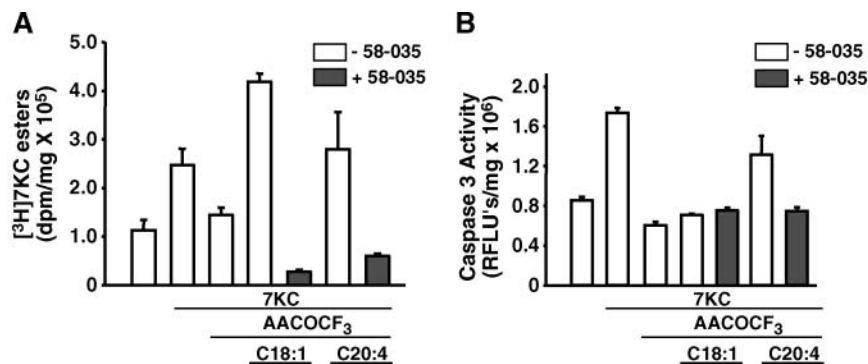 A
[³H]7KC esters
(dpm/mg X 10⁵)
5.0
4.0
3.0
2.0
1.0
0
- 58-035
+ 58-035
7KC
AACOCF₃
C18:1 C20:4
B
Caspase 3 Activity
(RFLU's/mg x 10⁶)
2.0
1.6
1.2
0.8
0.4
0
- 58-035
+ 58-035
7KC
AACOCF₃
C18:1 C20:4